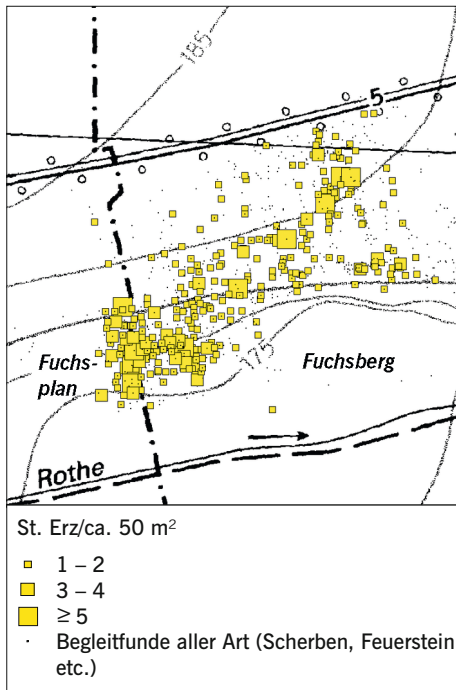 185
5
175
Fuchs-
plan
Fuchsberg
Rothe
St. Erz/ca. 50 m²
1 – 2
3 – 4
≥ 5
Begleitfunde aller Art (Scherben, Feuerstein
etc.)